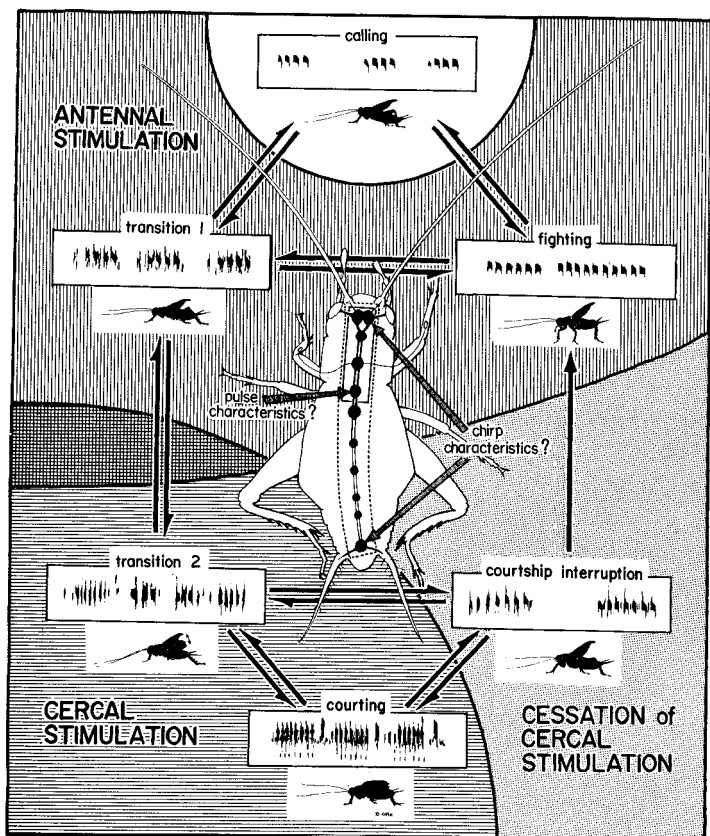 calling
ANTENNAL
STIMULATION
transition 1
fighting
pulse
characteristics?
chirp
characteristics?
transition 2
courtship interruption
courting
CERCAL
STIMULATION
CESSATION of
CERCAL
STIMULATION